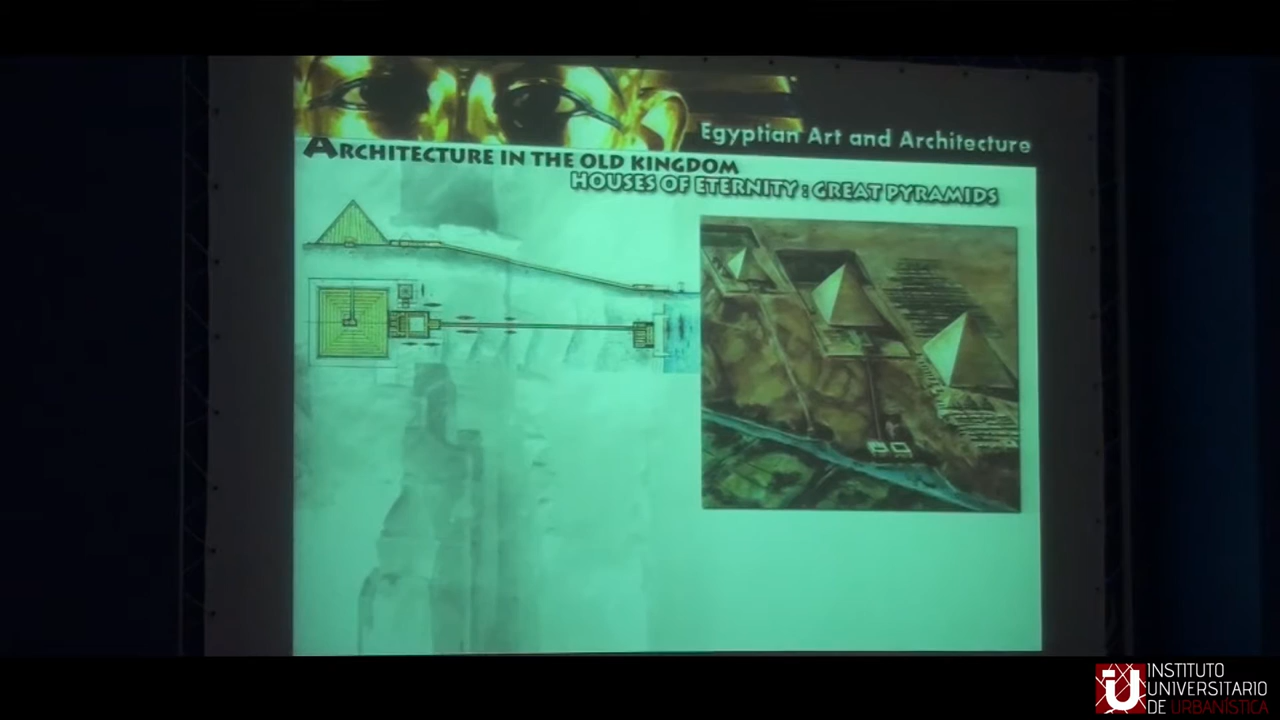 Egyptian Art and Architecture
ARCHITECTURE IN THE OLD KINGDOM
HOUSES OF ETERNITY : GREAT PYRAMIDS
INSTITUTO
UNIVERSITARIO
DE URBANÍSTICA